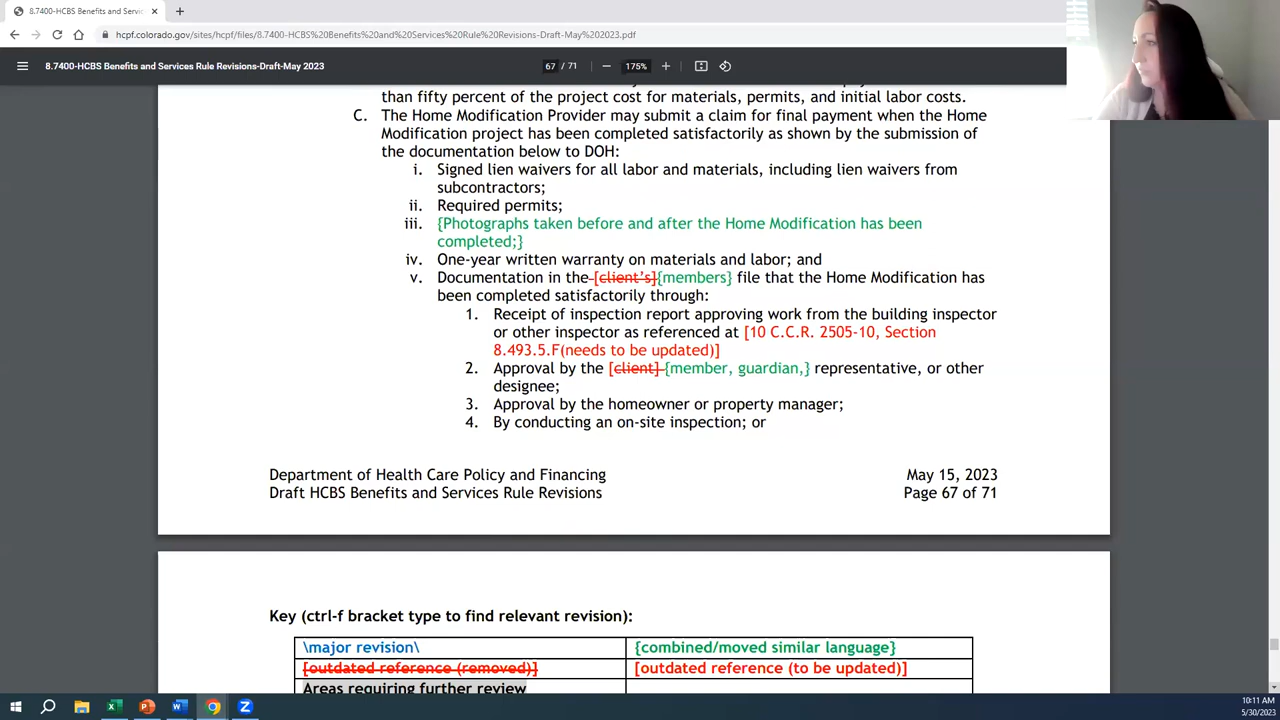 8.7400-HCBS Benefits and Servic
hcpf.colorado.gov/sites/hcpf/files/8.7400-HCBS%20Benefits%20and%20Services%20Rule%20Revisions-Draft-May%202023.pdf
8.7400-HCBS Benefits and Services Rule Revisions-Draft-May 2023
67 / 71
175%
than fifty percent of the project cost for materials, permits, and initial labor costs.
C. The Home Modification Provider may submit a claim for final payment when the Home
Modification project has been completed satisfactorily as shown by the submission of
the documentation below to DOH:
i. Signed lien waivers for all labor and materials, including lien waivers from
subcontractors;
ii. Required permits;
iii. {Photographs taken before and after the Home Modification has been
completed;}
iv. One-year written warranty on materials and labor; and
v. Documentation in the [client's]{members} file that the Home Modification has
been completed satisfactorily through:
1. Receipt of inspection report approving work from the building inspector
or other inspector as referenced at [10 C.C.R. 2505-10, Section
8.493.5.F(needs to be updated)]
2. Approval by the [client] {member, guardian,} representative, or other
designee;
3. Approval by the homeowner or property manager;
4. By conducting an on-site inspection; or
Department of Health Care Policy and Financing May 15, 2023
Draft HCBS Benefits and Services Rule Revisions Page 67 of 71
Key (ctrl-f bracket type to find relevant revision):
\major revision\ {combined/moved similar language}
[outdated reference (removed)] [outdated reference (to be updated)]
Areas requiring further review
10:11 AM
5/30/2023